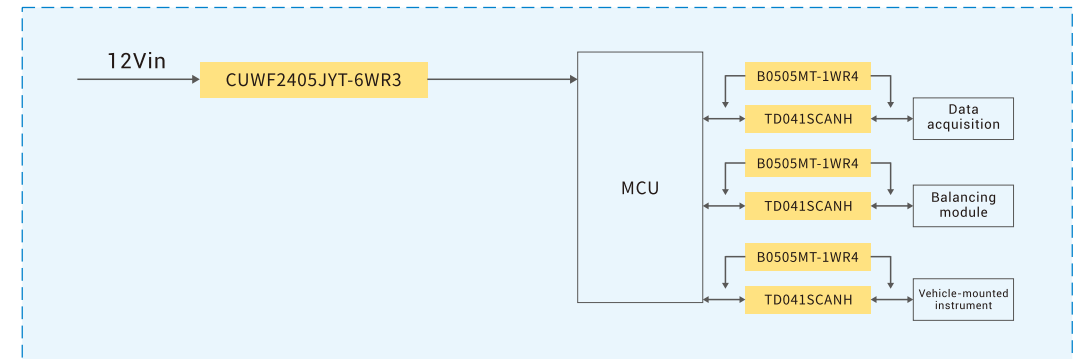 12Vin
CUWF2405JYT-6WR3
MCU
B0505MT-1WR4
TD041SCANH
Data
acquisition
B0505MT-1WR4
TD041SCANH
Balancing
module
B0505MT-1WR4
TD041SCANH
Vehicle-mounted
instrument